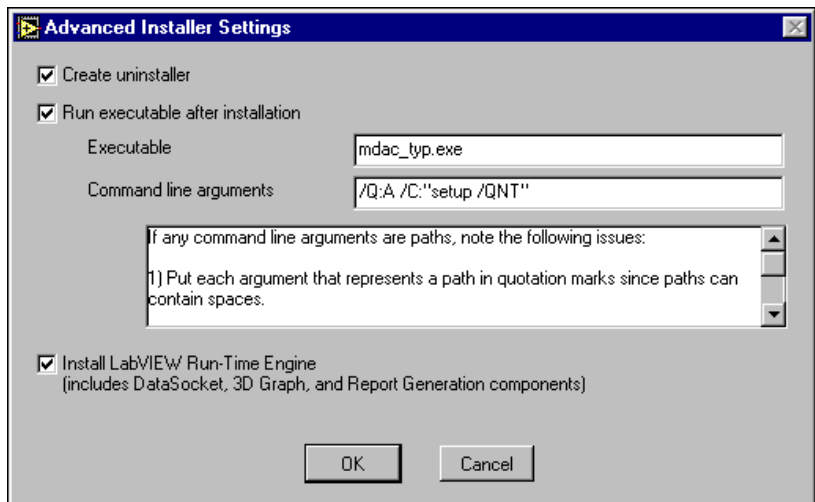 Advanced Installer Settings
Create uninstaller
Run executable after installation
Executable
mdac_typ.exe
Command line arguments
/Q:A /C:"setup /QNT"
If any command line arguments are paths, note the following issues:
1) Put each argument that represents a path in quotation marks since paths can
contain spaces.
Install LabVIEW Run-Time Engine
(includes DataSocket, 3D Graph, and Report Generation components)
OK
Cancel